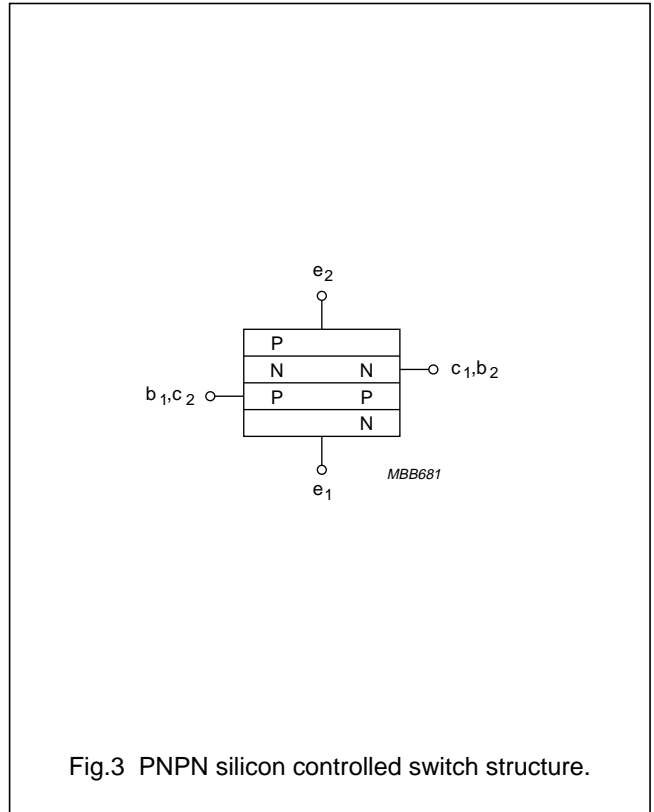 e2
P
N N
c1,b2
b1,c2
P P
N
e1
MBB681
Fig.3 PNPN silicon controlled switch structure.